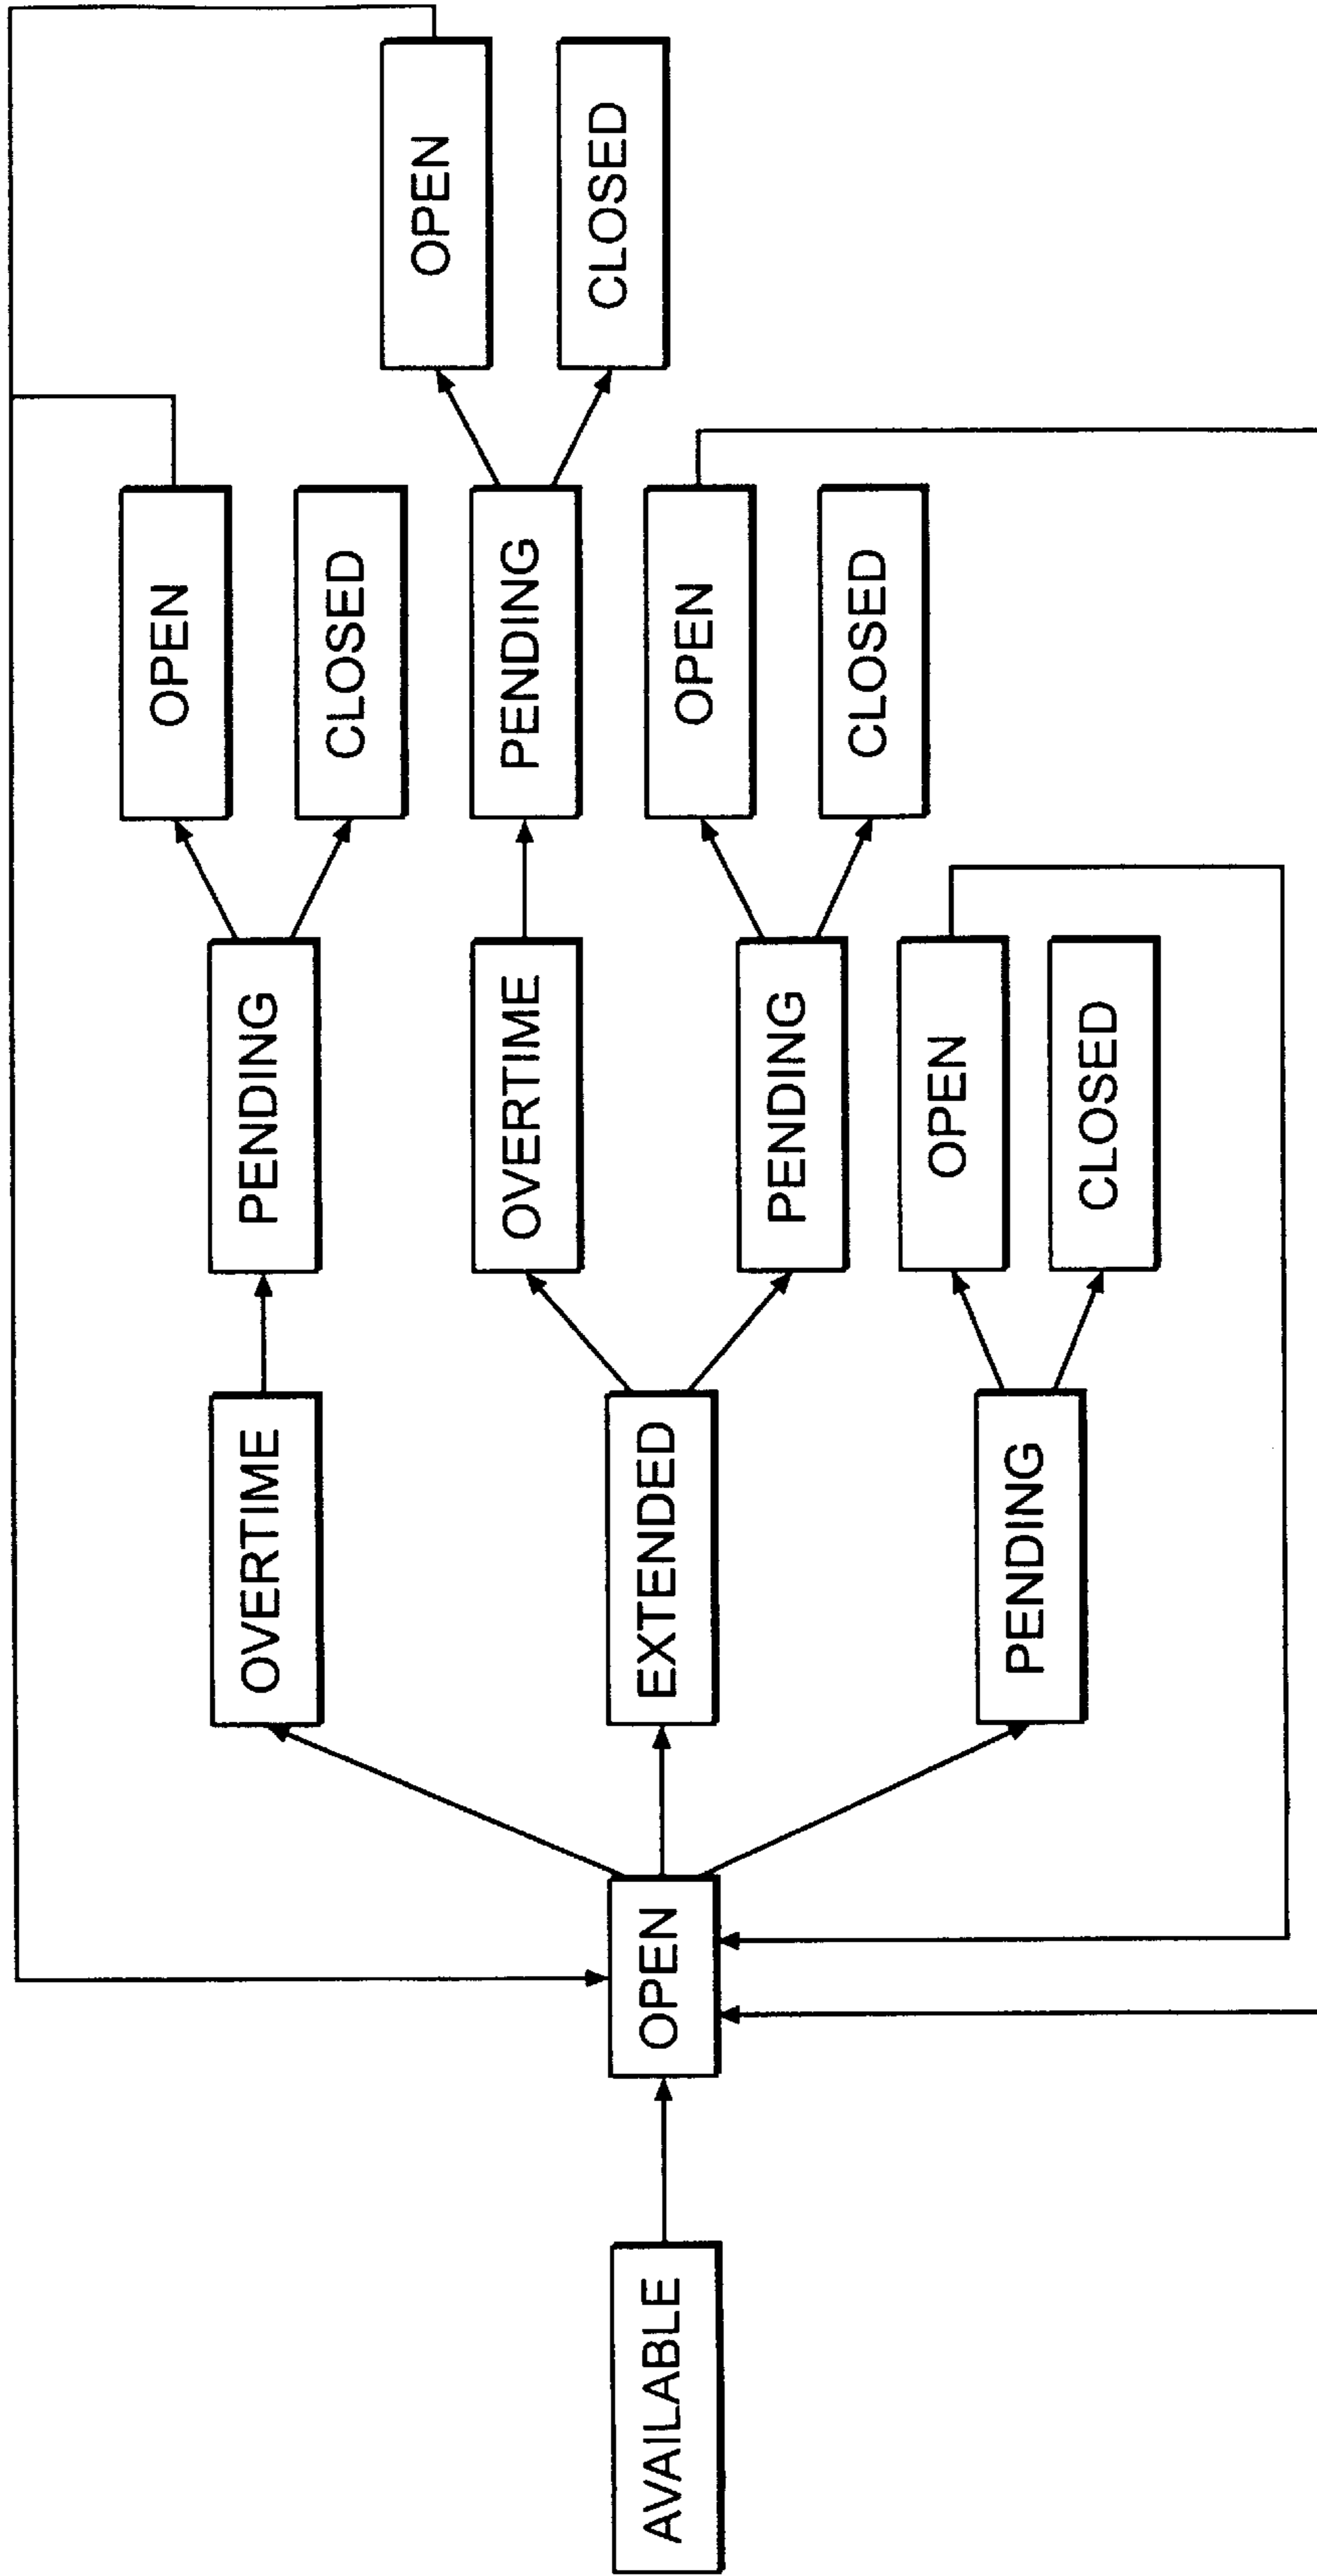 AVAILABLE
OPEN
OVERTIME
EXTENDED
PENDING
PENDING
OVERTIME
PENDING
OPEN
CLOSED
OPEN
CLOSED
PENDING
OPEN
CLOSED
OPEN
CLOSED